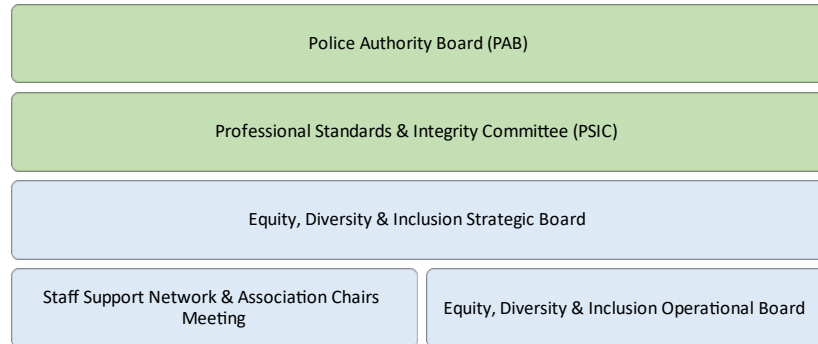 Police Authority Board (PAB)
Professional Standards & Integrity Committee (PSIC)
Equity, Diversity & Inclusion Strategic Board
Staff Support Network & Association Chairs
Meeting
Equity, Diversity & Inclusion Operational Board